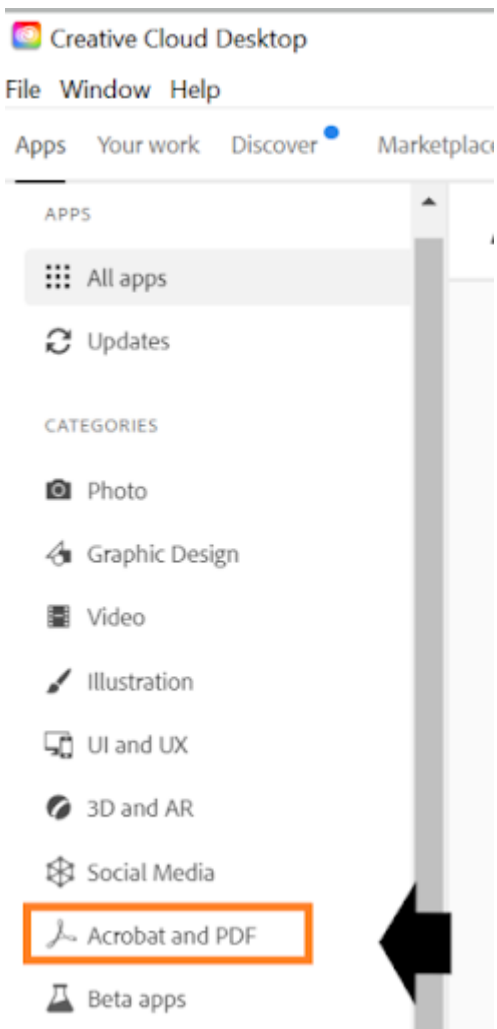 Creative Cloud Desktop
File Window Help
Apps Your work Discover Marketplace
APPS
All apps
Updates
CATEGORIES
Photo
Graphic Design
Video
Illustration
UI and UX
3D and AR
Social Media
Acrobat and PDF
Beta apps